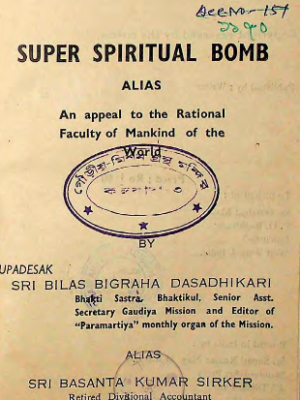 Acc No - 157
২৯৭০
SUPER SPIRITUAL BOMB
ALIAS
An appeal to the Rational
Faculty of Mankind of the
World
BY
UPADESAK
SRI BILAS BIGRAHA DASADHIKARI
Bhakti Sastra, Bhaktikul, Senior Asst.
Secretary Gaudiya Mission and Editor of
"Paramartiya" monthly organ of the Mission.
ALIAS
SRI BASANTA KUMAR SIRKER
Retired Divisional Accountant